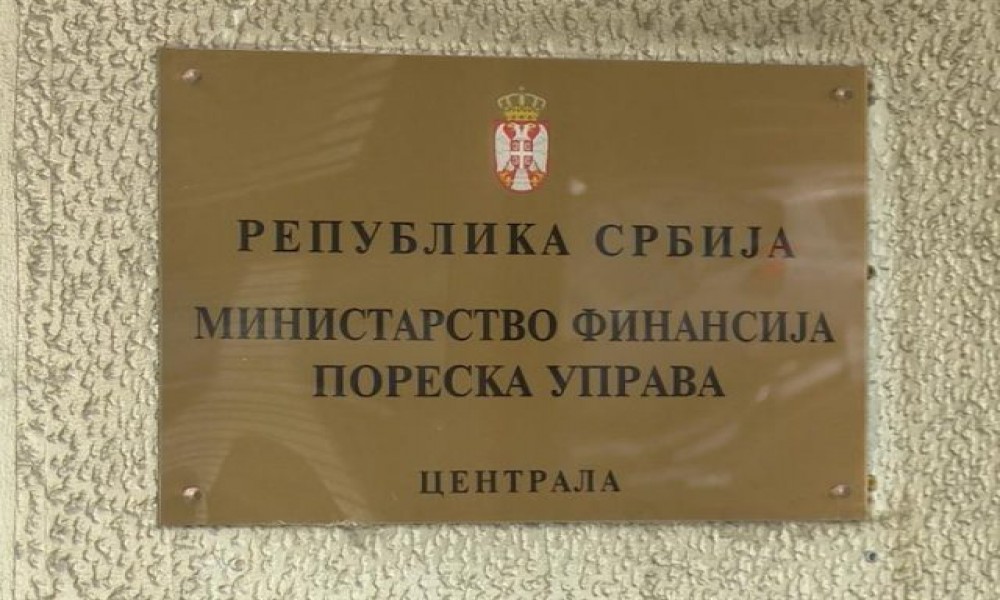 РЕПУБЛИКА СРБИЈА
МИНИСТАРСТВО ФИНАНСИЈА
ПОРЕСКА УПРАВА
ЦЕНТРАЛА